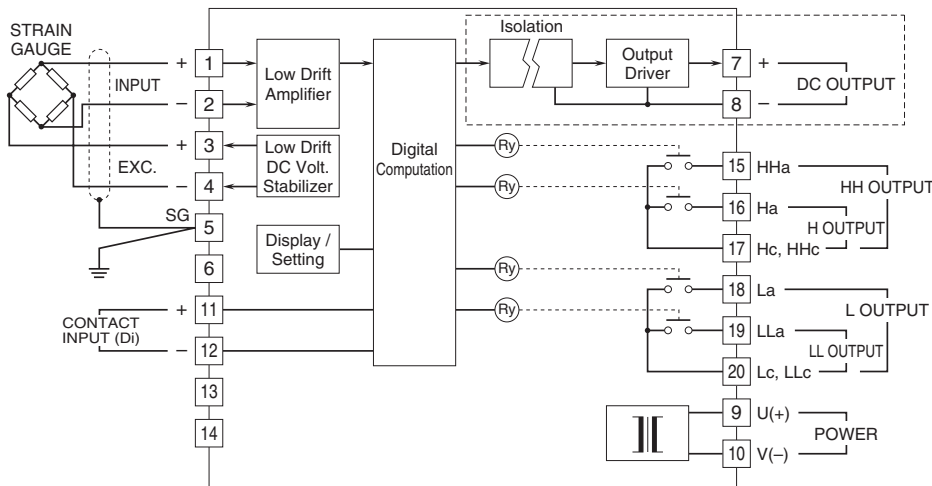 STRAIN
GAUGE
INPUT
EXC.
SG
+
−
+
−
1
2
3
4
5
6
Low Drift
Amplifier
Low Drift
DC Volt.
Stabilizer
Display /
Setting
Digital
Computation
CONTACT
INPUT (Di)
+
−
11
12
13
14
Isolation
Output
Driver
7
+
8
−
DC OUTPUT
Ry
Ry
Ry
Ry
15
HHa
16
Ha
17
Hc, HHc
HH OUTPUT
H OUTPUT
18
La
19
LLa
20
Lc, LLc
L OUTPUT
LL OUTPUT
9
U(+)
10
V(–)
POWER